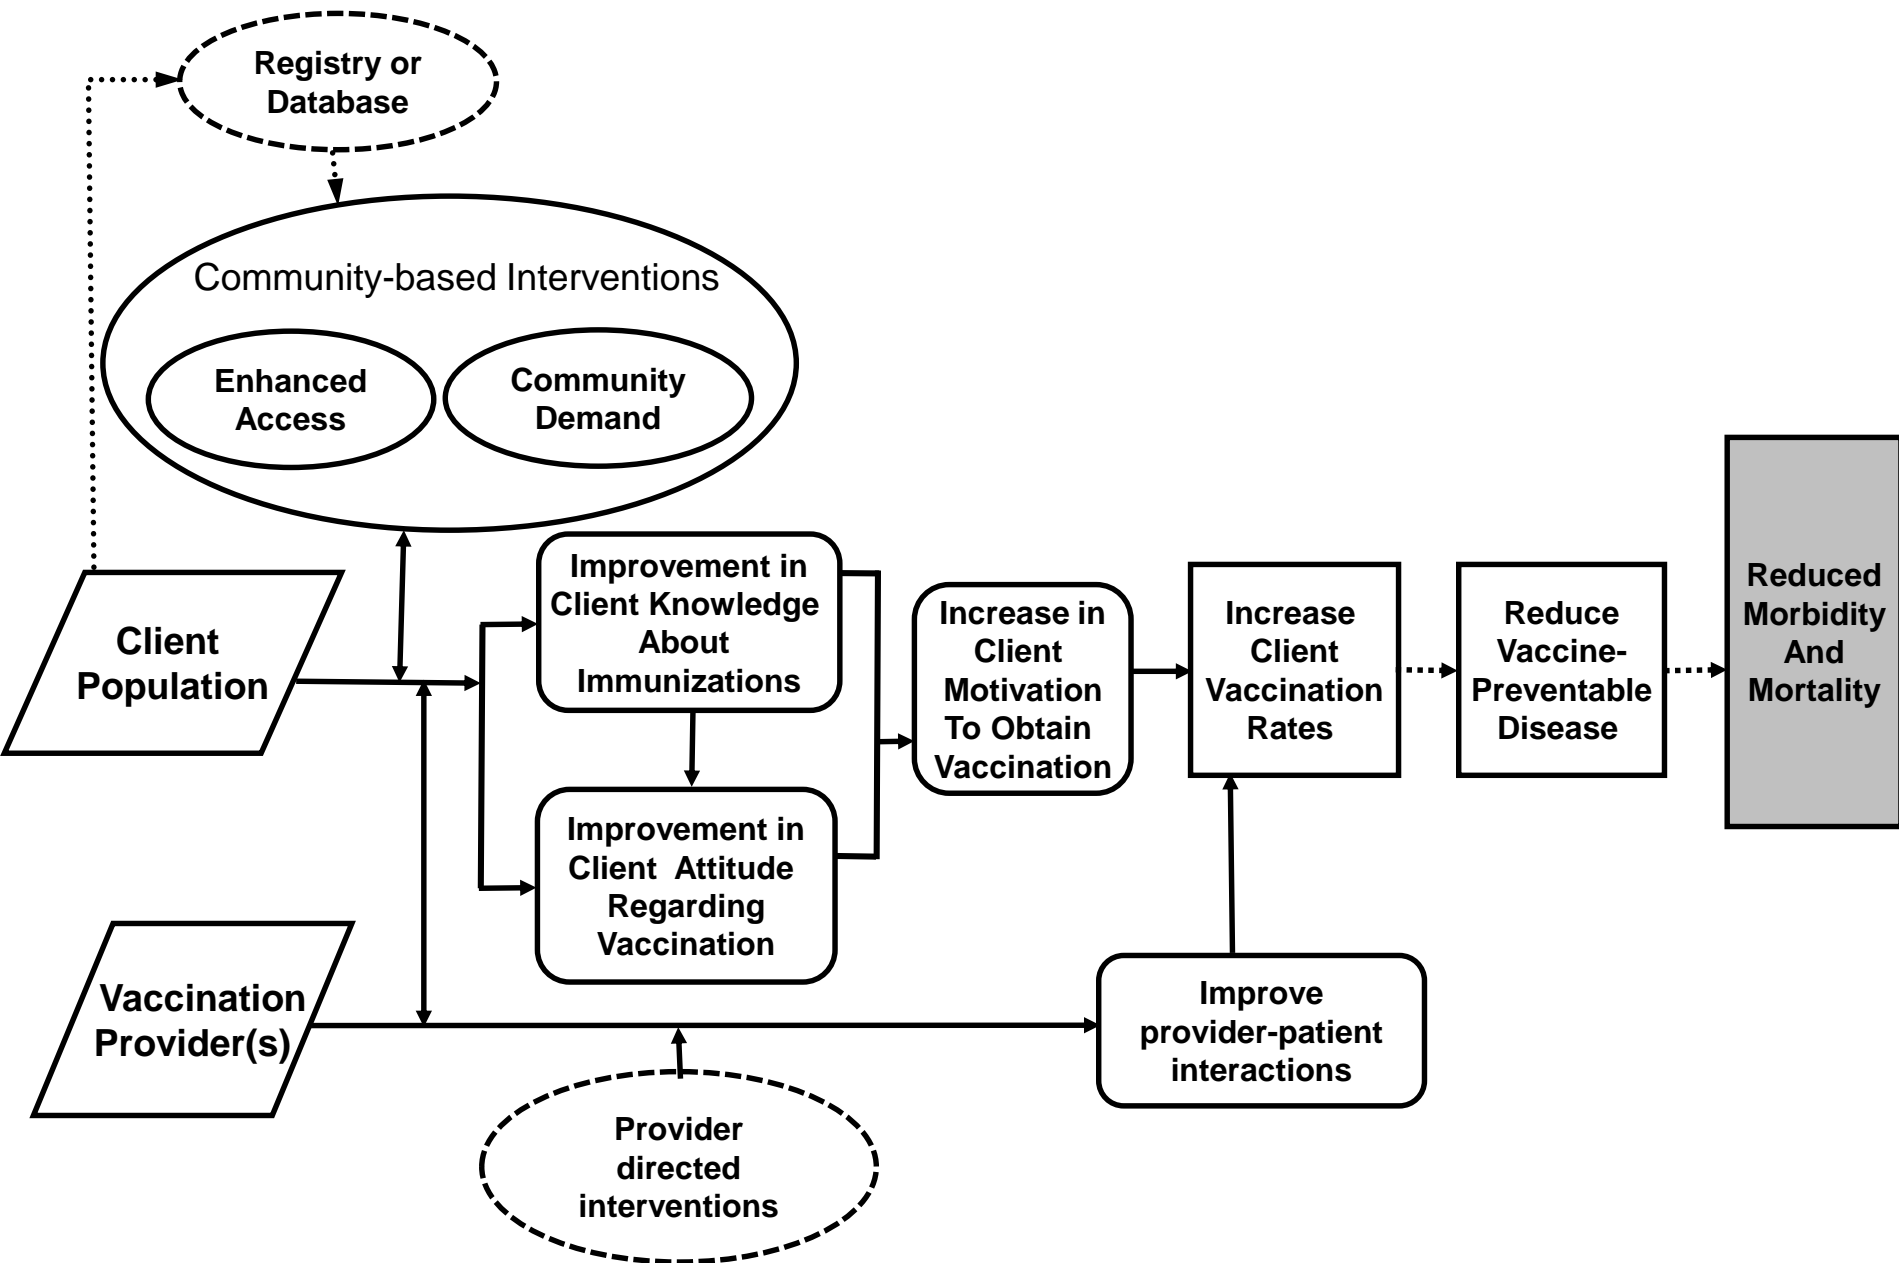 Registry or
Database
Community-based Interventions
Enhanced
Access
Community
Demand
Client
Population
Improvement in
Client Knowledge
About
Immunizations
Improvement in
Client Attitude
Regarding
Vaccination
Increase in
Client
Motivation
To Obtain
Vaccination
Increase
Client
Vaccination
Rates
Reduce
Vaccine-
Preventable
Disease
Reduced
Morbidity
And
Mortality
Vaccination
Provider(s)
Improve
provider-patient
interactions
Provider
directed
interventions